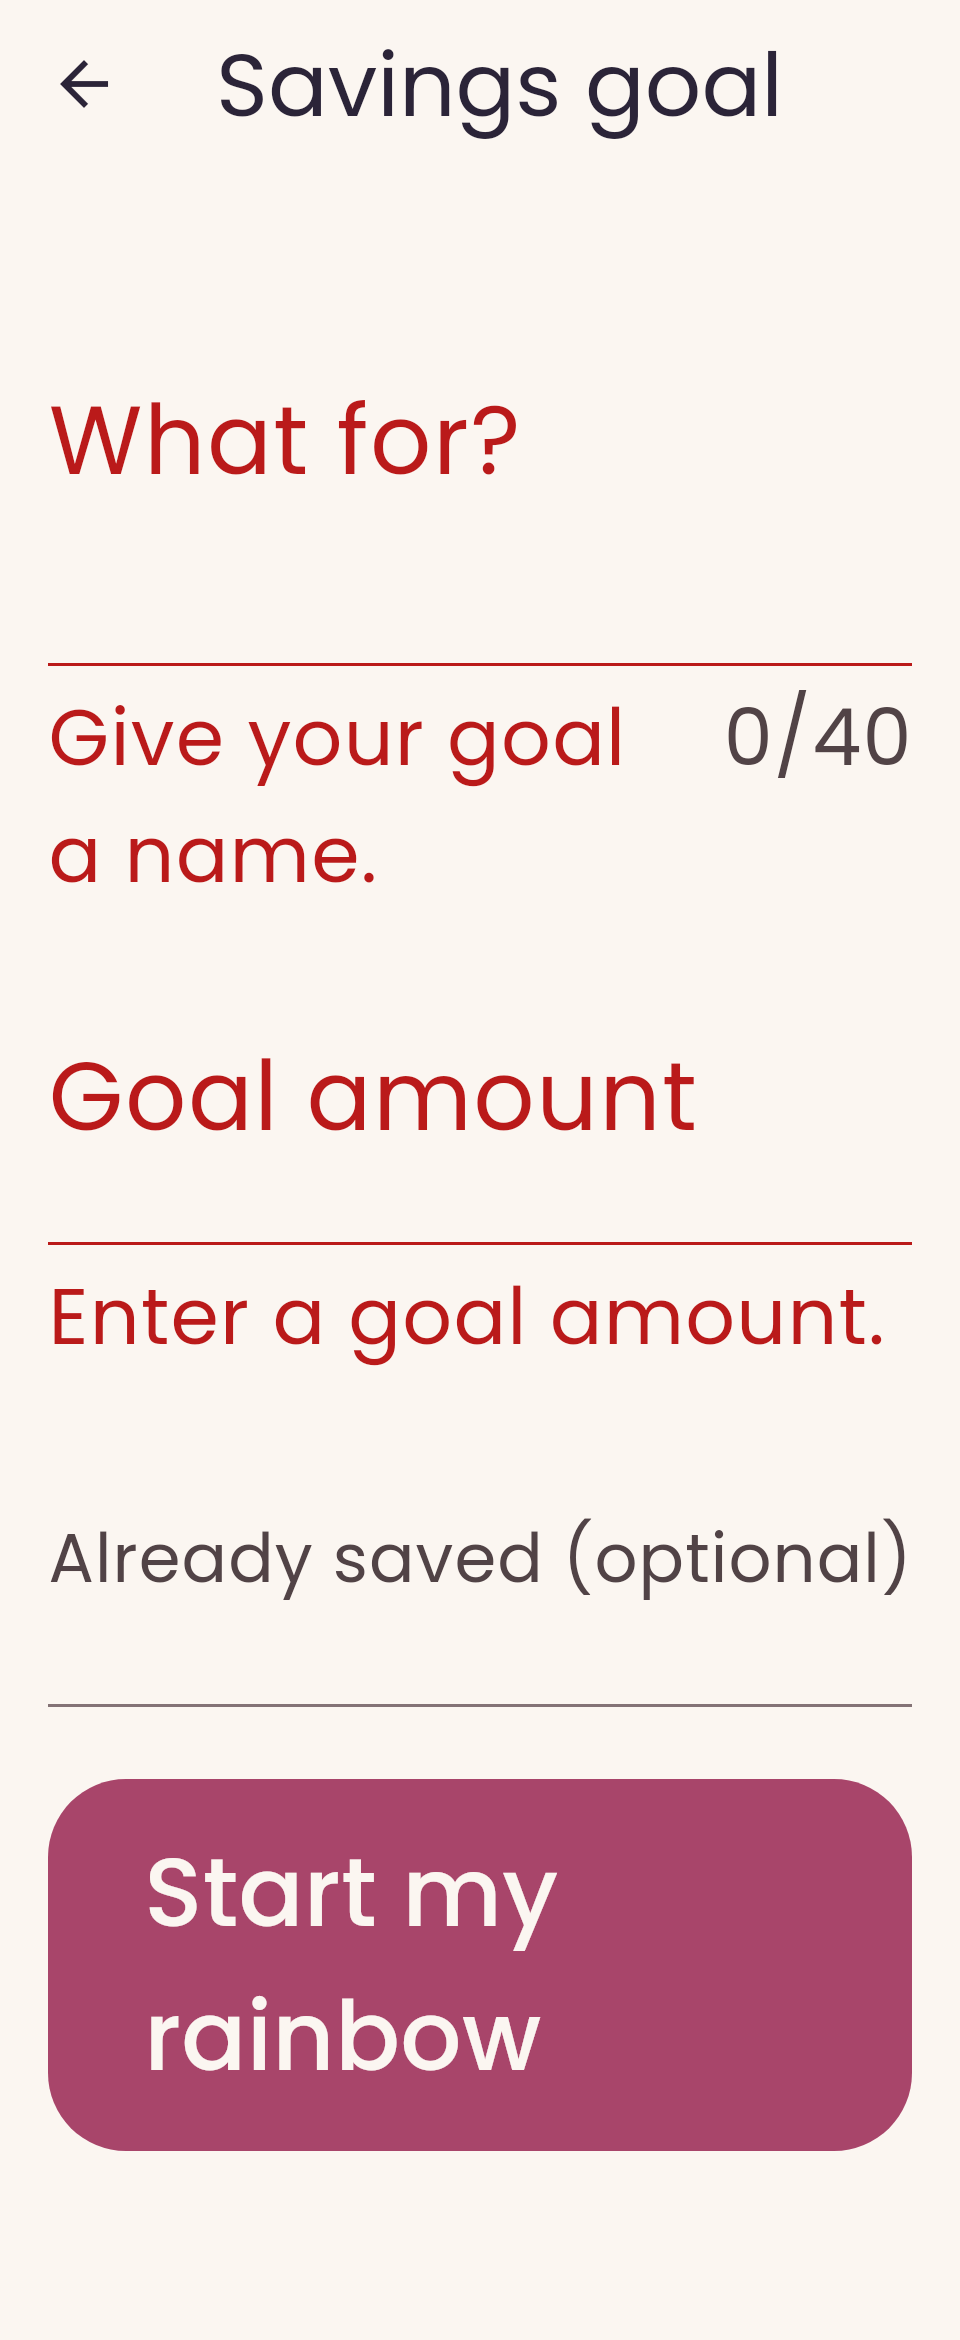 Savings goal
What for?
Give your goal 0/40
a name.
Goal amount
Enter a goal amount.
Already saved (optional)
Start my
rainbow